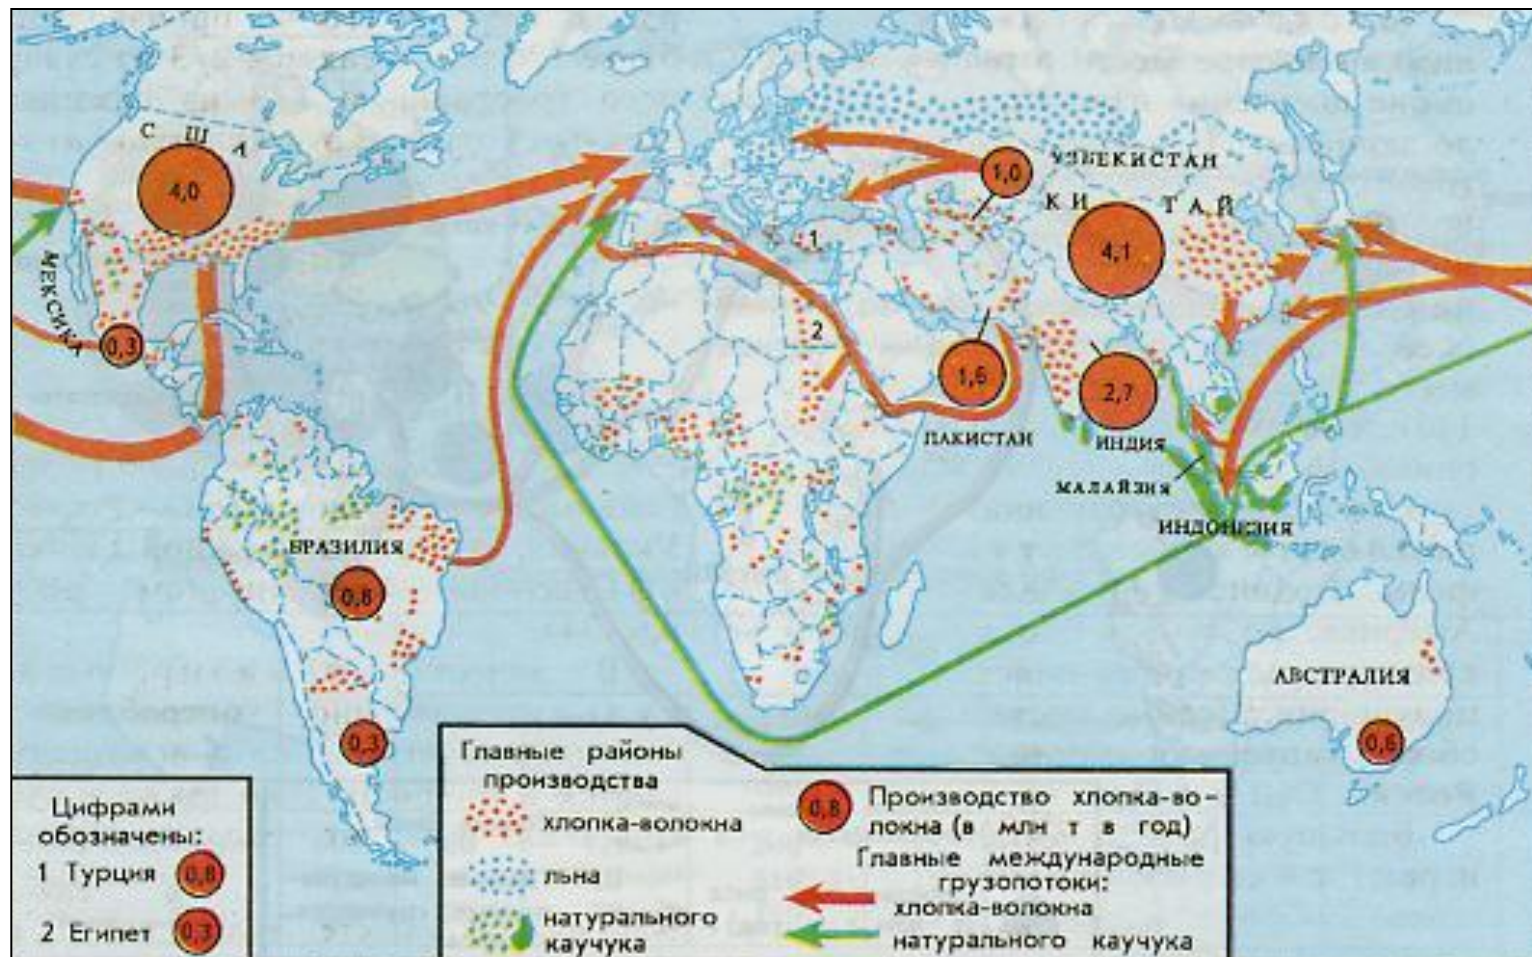 США
4,0
МЕКСИКА
0,3
БРАЗИЛИЯ
0,8
0,3
1
2
1,0
УЗБЕКИСТАН
КИТАЙ
4,1
1,6
ПАКИСТАН
2,7
ИНДИЯ
МАЛАЙЗИЯ
ИНДОНЕЗИЯ
АВСТРАЛИЯ
0,6
Цифрами
обозначены:
1 Турция 0,8
2 Египет 0,3
Главные районы
производства
хлопка-волокна
льна
натурального
каучука
0,8 Производство хлопка-во-
локна (в млн т в год)
Главные международные
грузопотоки:
хлопка-волокна
натурального каучука